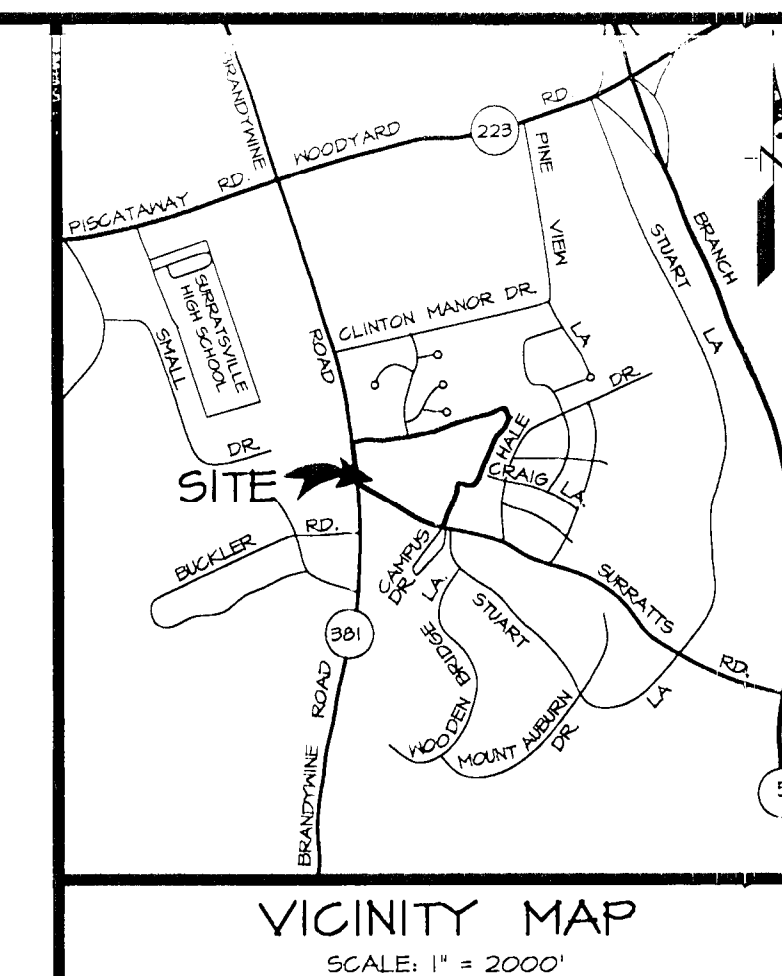 BRANDYWINE
ROAD
PISCATAWAY RD.
WOODYARD RD
223
PINE VIEW LA
STUART LA
BRANCH
SURRATSVILLE
HIGH SCHOOL
SMALL DR
CLINTON MANOR DR.
DR.
HALE
CRAIG LA.
SITE
BUCKLER RD.
CAMPUS
DR
381
WOODEN BRIDGE LA.
STUART LA
SURRATTS RD.
MOUNT AUBURN DR
BRANDYWINE ROAD
5
VICINITY MAP
SCALE: 1" = 2000'